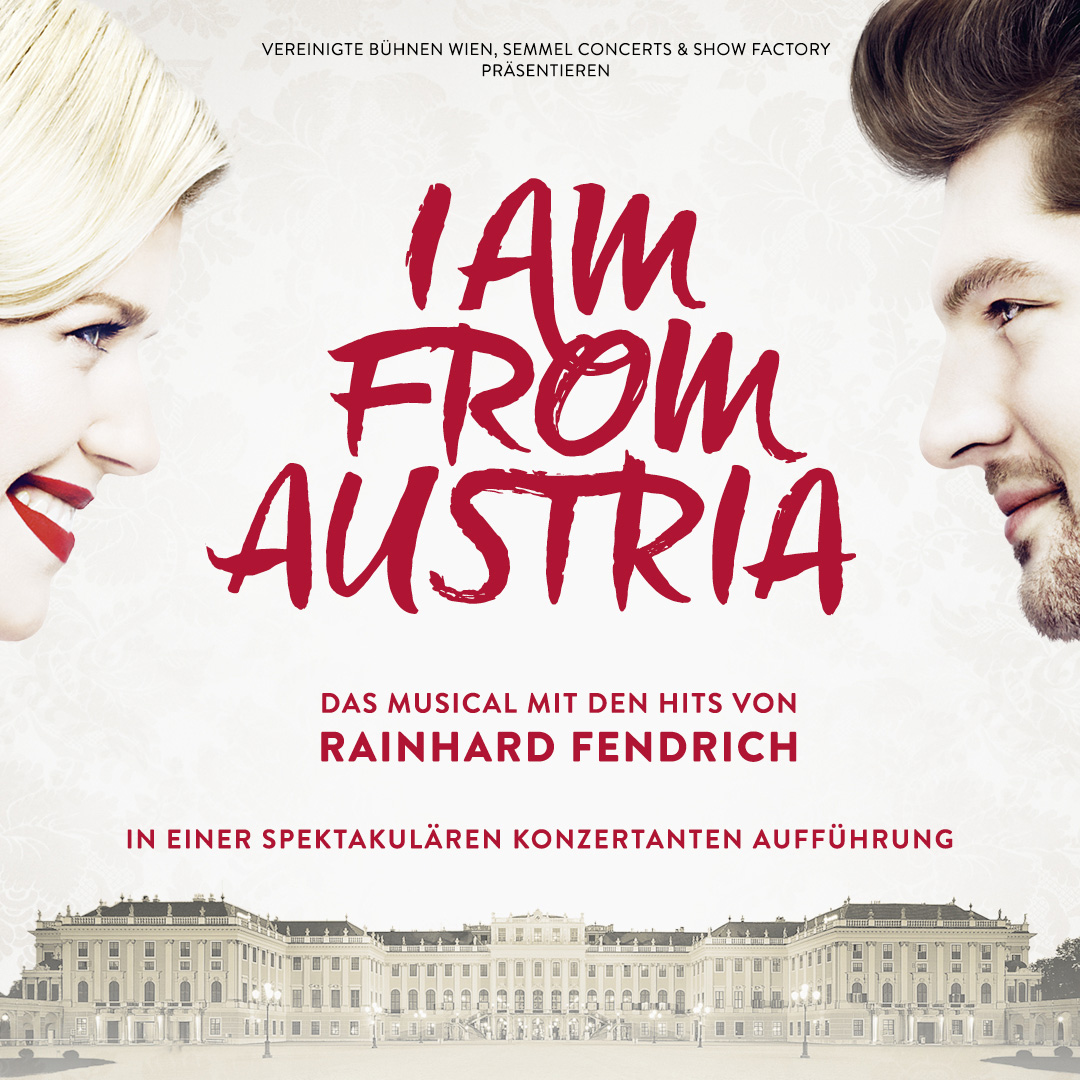 VEREINIGTE BÜHNEN WIEN, SEMMEL CONCERTS & SHOW FACTORY
PRÄSENTIEREN
I AM
FROM
AUSTRIA
DAS MUSICAL MIT DEN HITS VON
RAINHARD FENDRICH
IN EINER SPEKTAKULÄREN KONZERTANTEN AUFFÜHRUNG